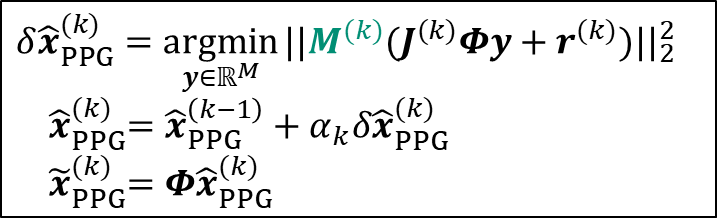 δx̂_PPG^(k) = argmin_{y∈ℝ^M} ||M^(k)(J^(k)Φy + r^(k))||_2^2
x̂_PPG^(k) = x̂_PPG^(k−1) + α_k δx̂_PPG^(k)
x̃_PPG^(k) = Φx̂_PPG^(k)